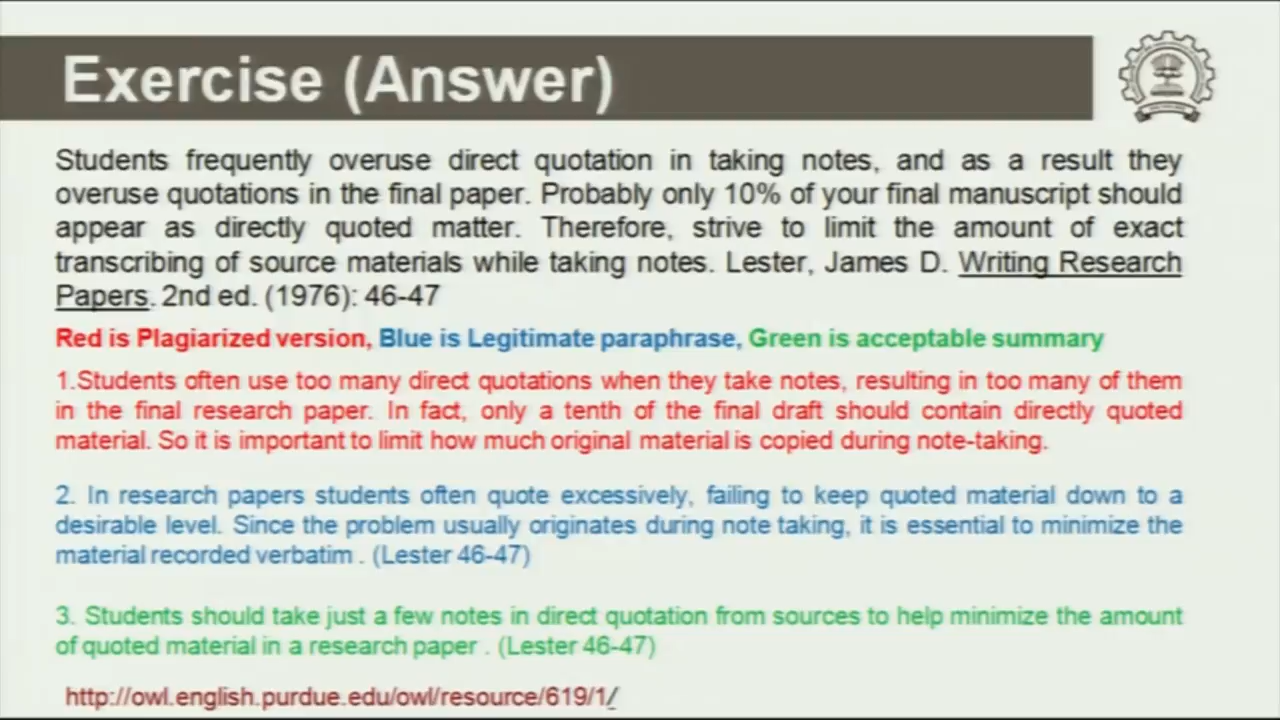 Exercise (Answer)
Students frequently overuse direct quotation in taking notes, and as a result they
overuse quotations in the final paper. Probably only 10% of your final manuscript should
appear as directly quoted matter. Therefore, strive to limit the amount of exact
transcribing of source materials while taking notes. Lester, James D. Writing Research
Papers. 2nd ed. (1976): 46-47
Red is Plagiarized version, Blue is Legitimate paraphrase, Green is acceptable summary
1.Students often use too many direct quotations when they take notes, resulting in too many of them
in the final research paper. In fact, only a tenth of the final draft should contain directly quoted
material. So it is important to limit how much original material is copied during note-taking.
2. In research papers students often quote excessively, failing to keep quoted material down to a
desirable level. Since the problem usually originates during note taking, it is essential to minimize the
material recorded verbatim . (Lester 46-47)
3. Students should take just a few notes in direct quotation from sources to help minimize the amount
of quoted material in a research paper . (Lester 46-47)
http://owl.english.purdue.edu/owl/resource/619/1/